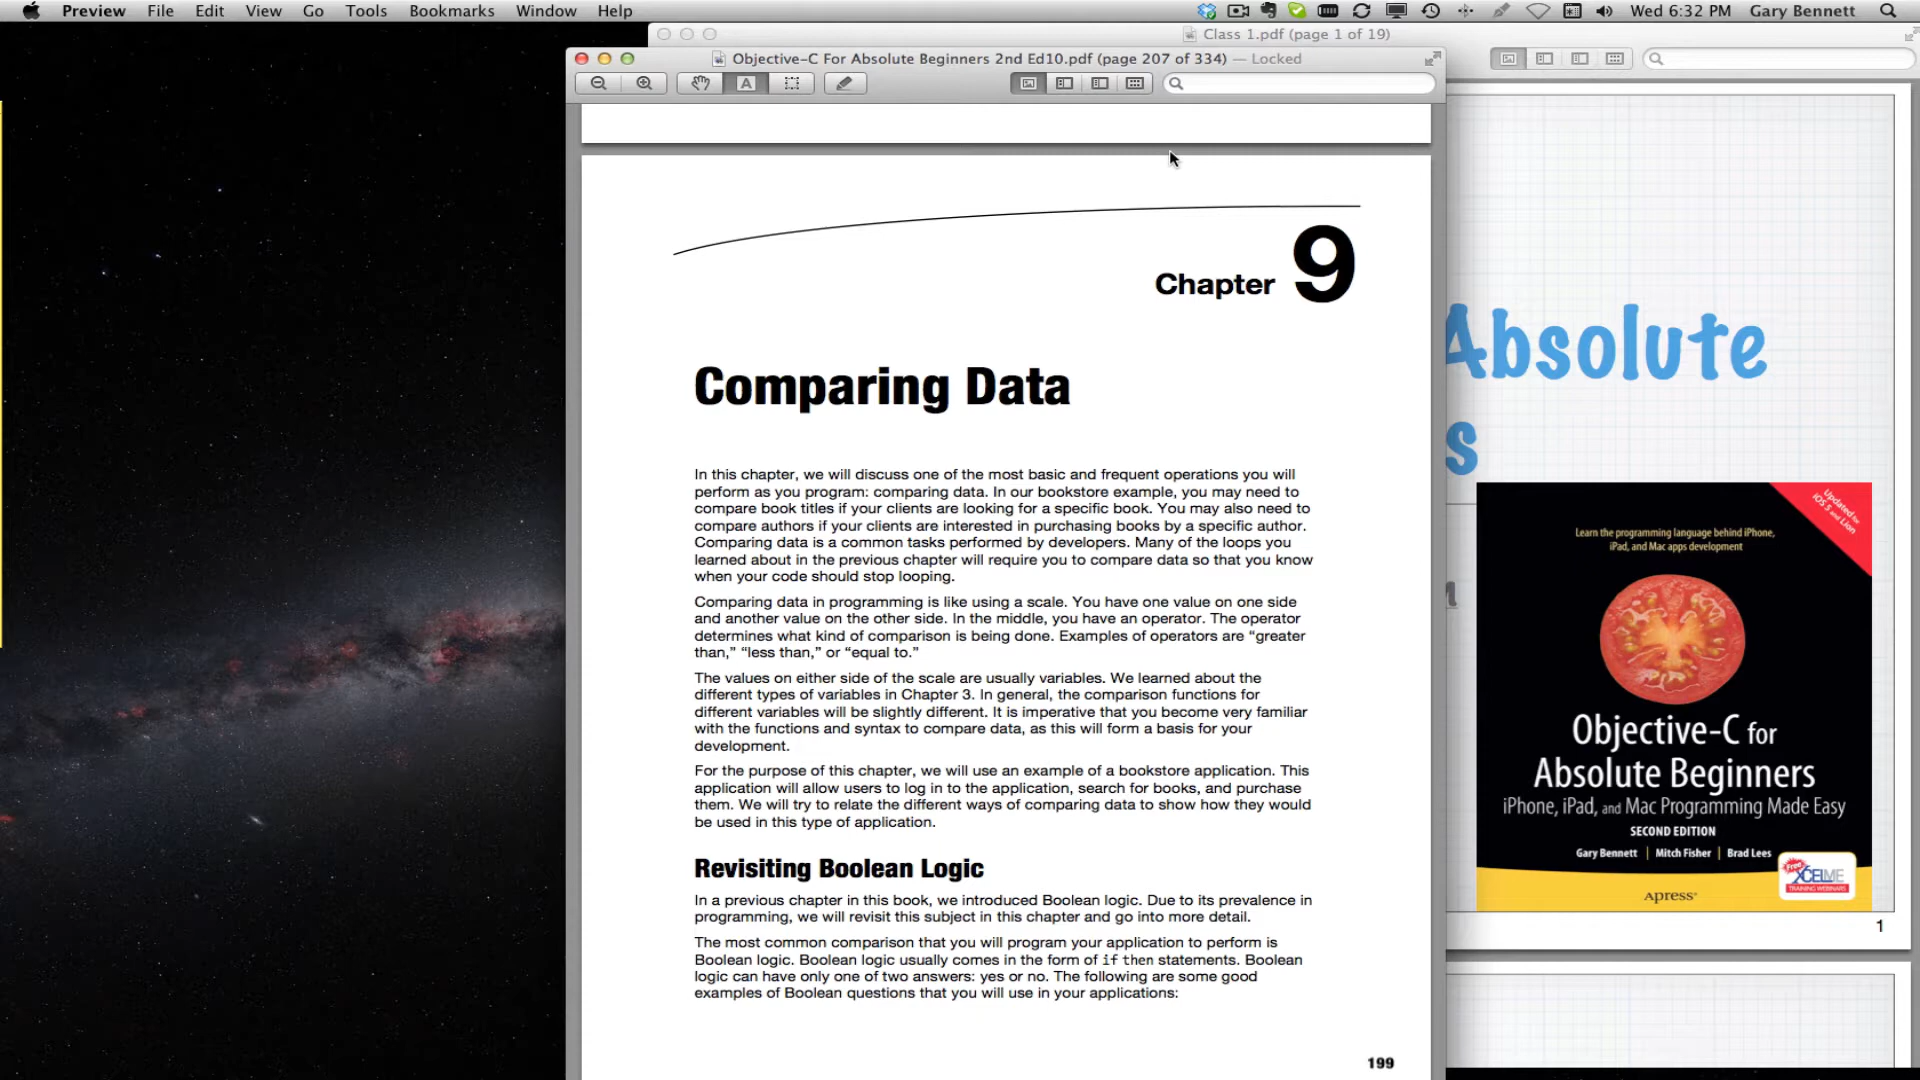 Preview File Edit View Go Tools Bookmarks Window Help Wed 6:32 PM Gary Bennett
Class 1.pdf (page 1 of 19)
Objective-C For Absolute Beginners 2nd Ed10.pdf (page 207 of 334) — Locked
Chapter 9
Comparing Data
In this chapter, we will discuss one of the most basic and frequent operations you will
perform as you program: comparing data. In our bookstore example, you may need to
compare book titles if your clients are looking for a specific book. You may also need to
compare authors if your clients are interested in purchasing books by a specific author.
Comparing data is a common tasks performed by developers. Many of the loops you
learned about in the previous chapter will require you to compare data so that you know
when your code should stop looping.
Comparing data in programming is like using a scale. You have one value on one side
and another value on the other side. In the middle, you have an operator. The operator
determines what kind of comparison is being done. Examples of operators are “greater
than,” “less than,” or “equal to.”
The values on either side of the scale are usually variables. We learned about the
different types of variables in Chapter 3. In general, the comparison functions for
different variables will be slightly different. It is imperative that you become very familiar
with the functions and syntax to compare data, as this will form a basis for your
development.
For the purpose of this chapter, we will use an example of a bookstore application. This
application will allow users to log in to the application, search for books, and purchase
them. We will try to relate the different ways of comparing data to show how they would
be used in this type of application.
Revisiting Boolean Logic
In a previous chapter in this book, we introduced Boolean logic. Due to its prevalence in
programming, we will revisit this subject in this chapter and go into more detail.
The most common comparison that you will program your application to perform is
Boolean logic. Boolean logic usually comes in the form of if then statements. Boolean
logic can have only one of two answers: yes or no. The following are some good
examples of Boolean questions that you will use in your applications:
199
Absolute
s
Updated for
iOS 5 and Lion
Learn the programming language behind iPhone,
iPad, and Mac apps development
Objective-C for
Absolute Beginners
iPhone, iPad, and Mac Programming Made Easy
SECOND EDITION
Gary Bennett | Mitch Fisher | Brad Lees
Free
XCELME
TRAINING WEBINARS
Apress®
1